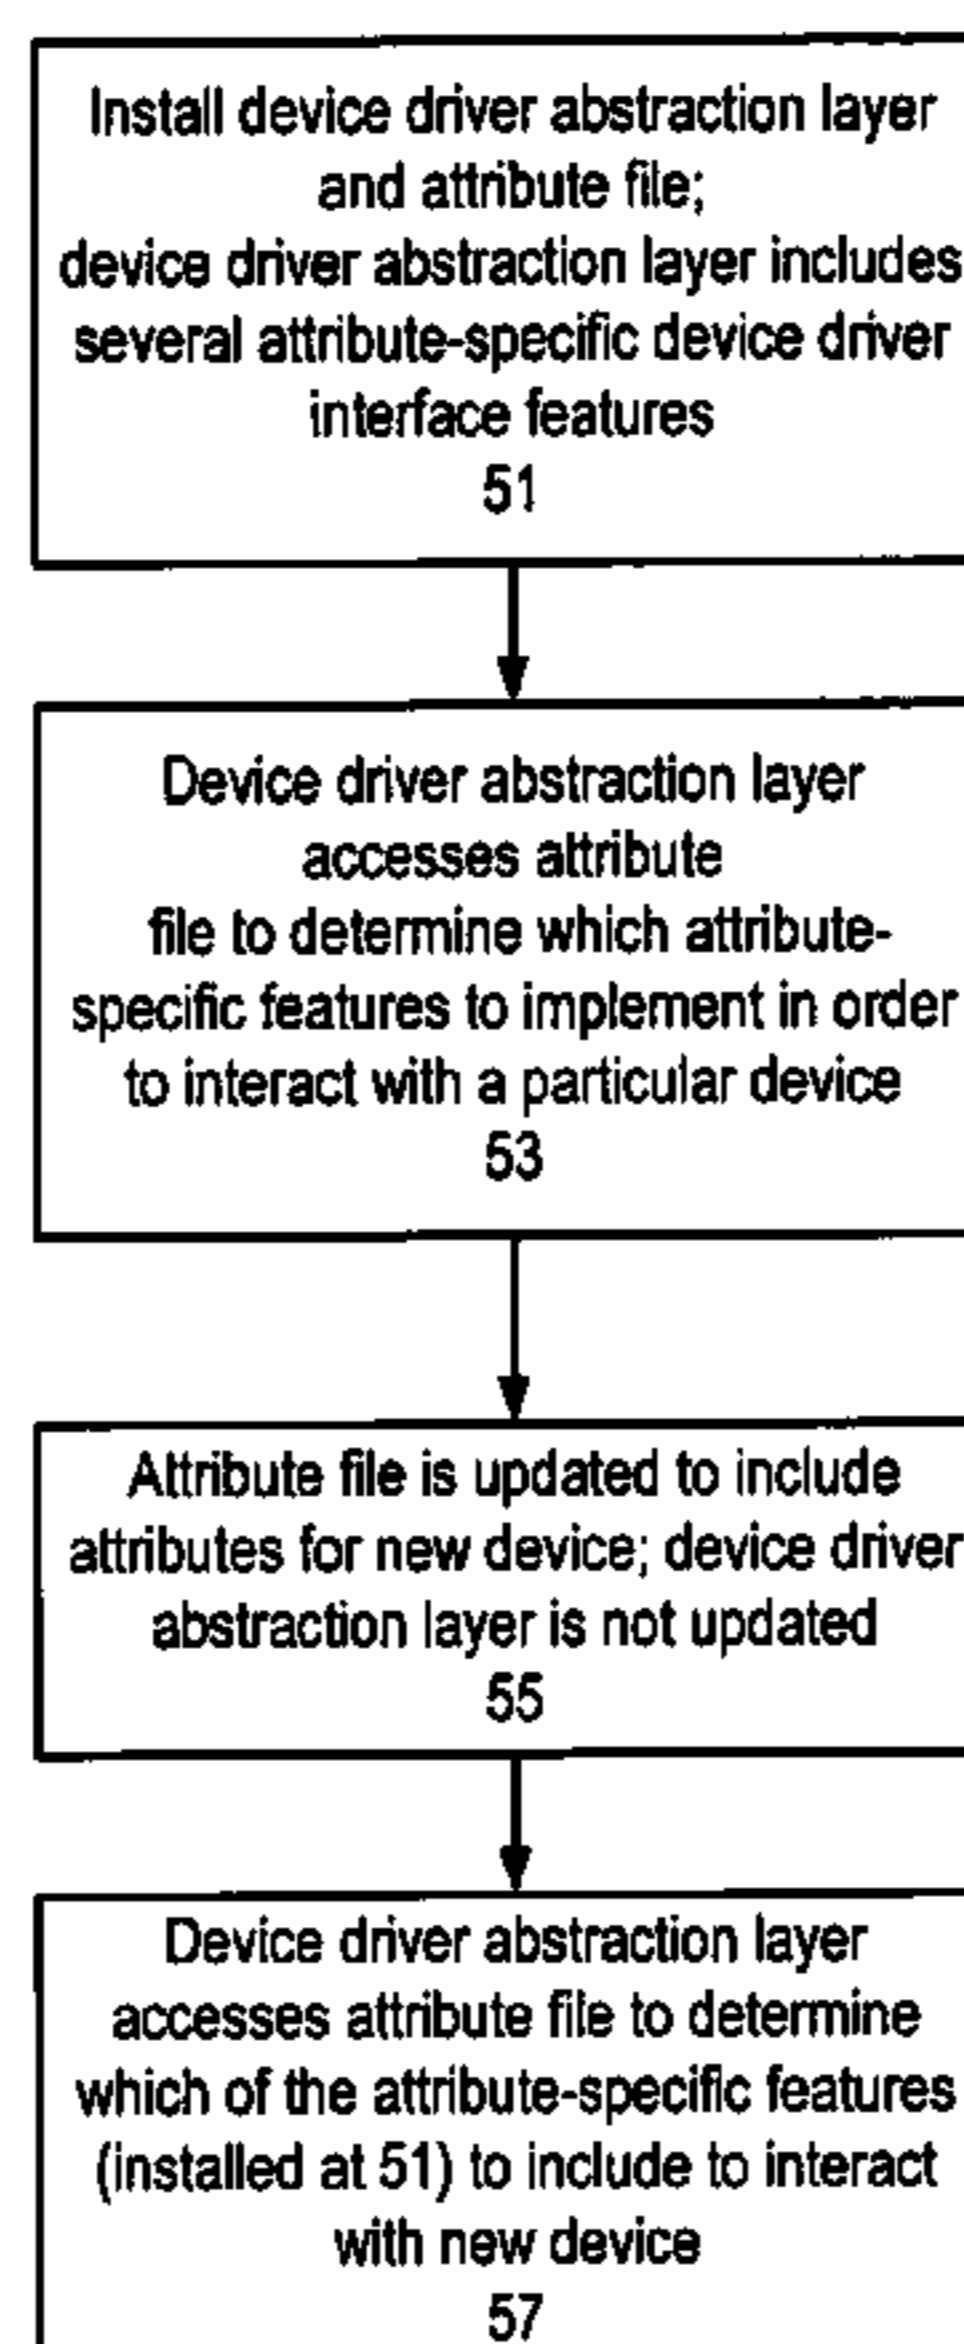 Install device driver abstraction layer
and attribute file;
device driver abstraction layer includes
several attribute-specific device driver
interface features
51
Device driver abstraction layer
accesses attribute
file to determine which attribute-
specific features to implement in order
to interact with a particular device
53
Attribute file is updated to include
attributes for new device; device driver
abstraction layer is not updated
55
Device driver abstraction layer
accesses attribute file to determine
which of the attribute-specific features
(installed at 51) to include to interact
with new device
57